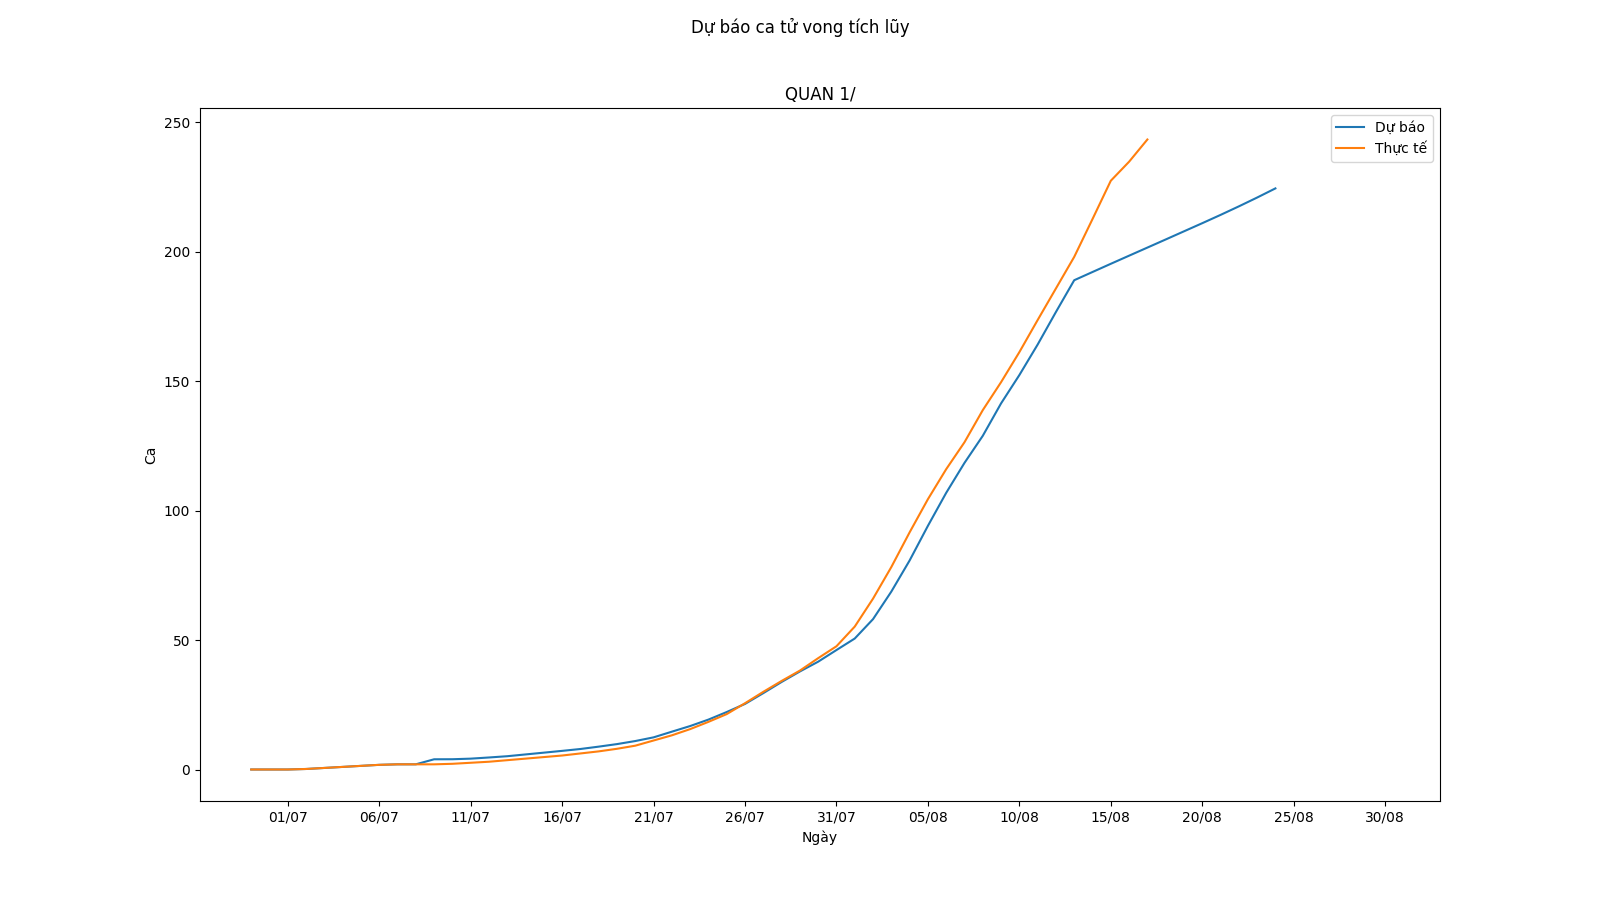 Dự báo ca tử vong tích lũy
QUAN 1/
Dự báo
Thực tế
250
200
150
100
50
0
Ca
01/07 06/07 11/07 16/07 21/07 26/07 31/07 05/08 10/08 15/08 20/08 25/08 30/08
Ngày